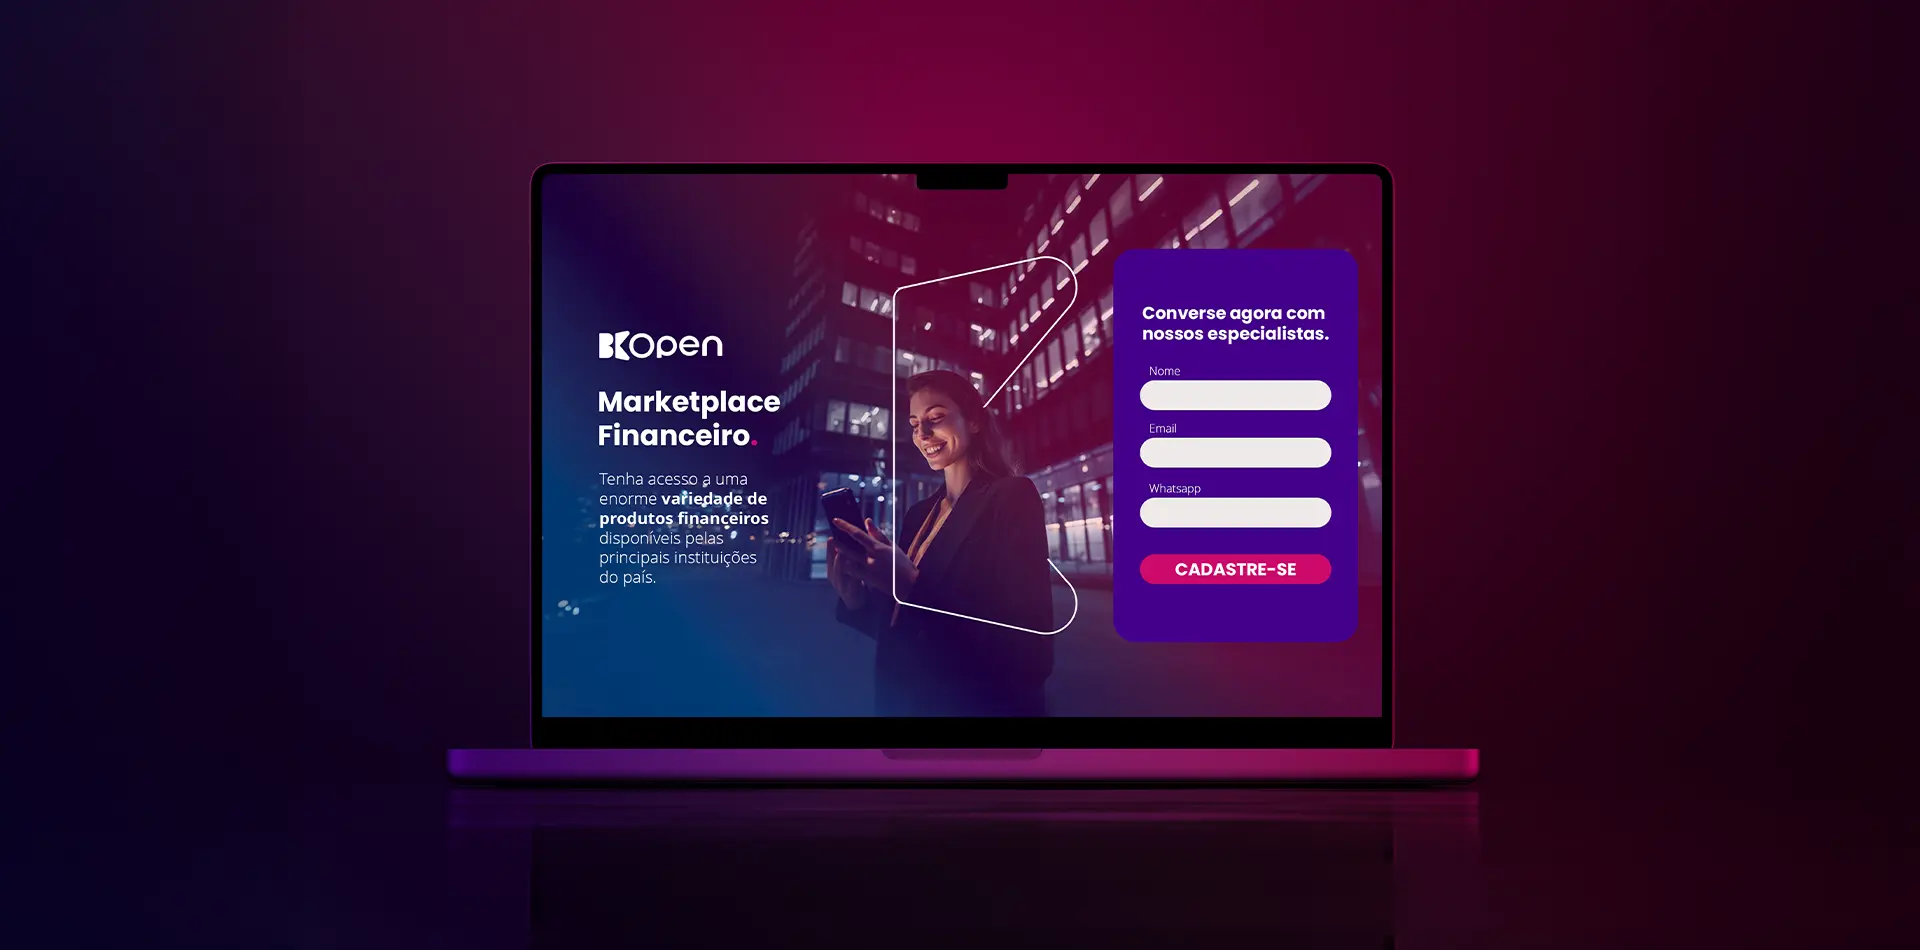 BKOpen
Marketplace
Financeiro.
Tenha acesso a uma
enorme variedade de
produtos financeiros
disponíveis pelas
principais instituições
do país.
Converse agora com
nossos especialistas.
Nome
Email
Whatsapp
CADASTRE-SE